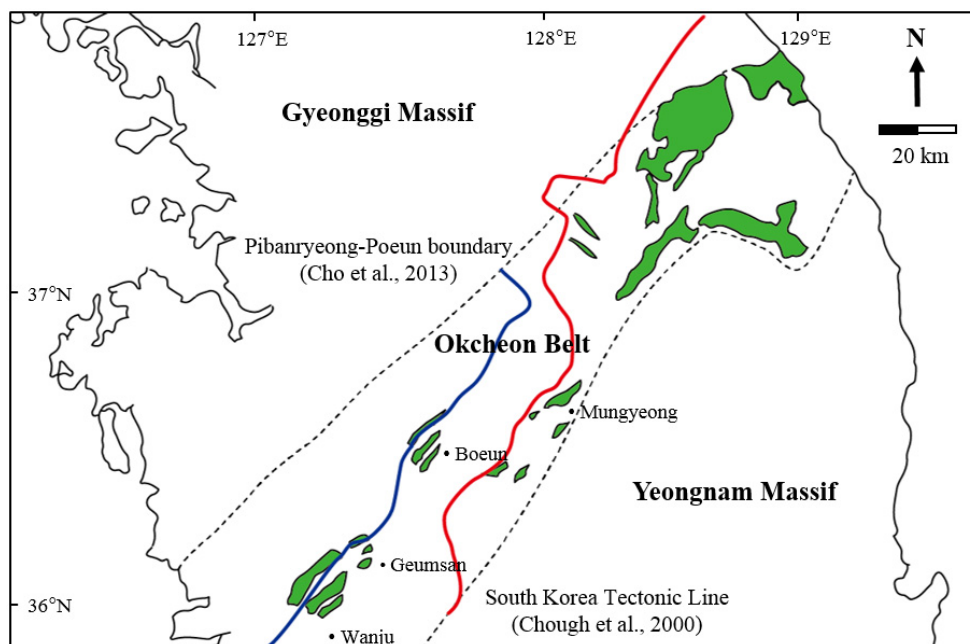 127°E
128°E
129°E
N
20 km
Gyeonggi Massif
Pibanryeong-Poeun boundary
(Cho et al., 2013)
37°N
Okcheon Belt
Mungyeong
Boeun
Yeongnam Massif
Geumsan
36°N
South Korea Tectonic Line
(Chough et al., 2000)
Wanju